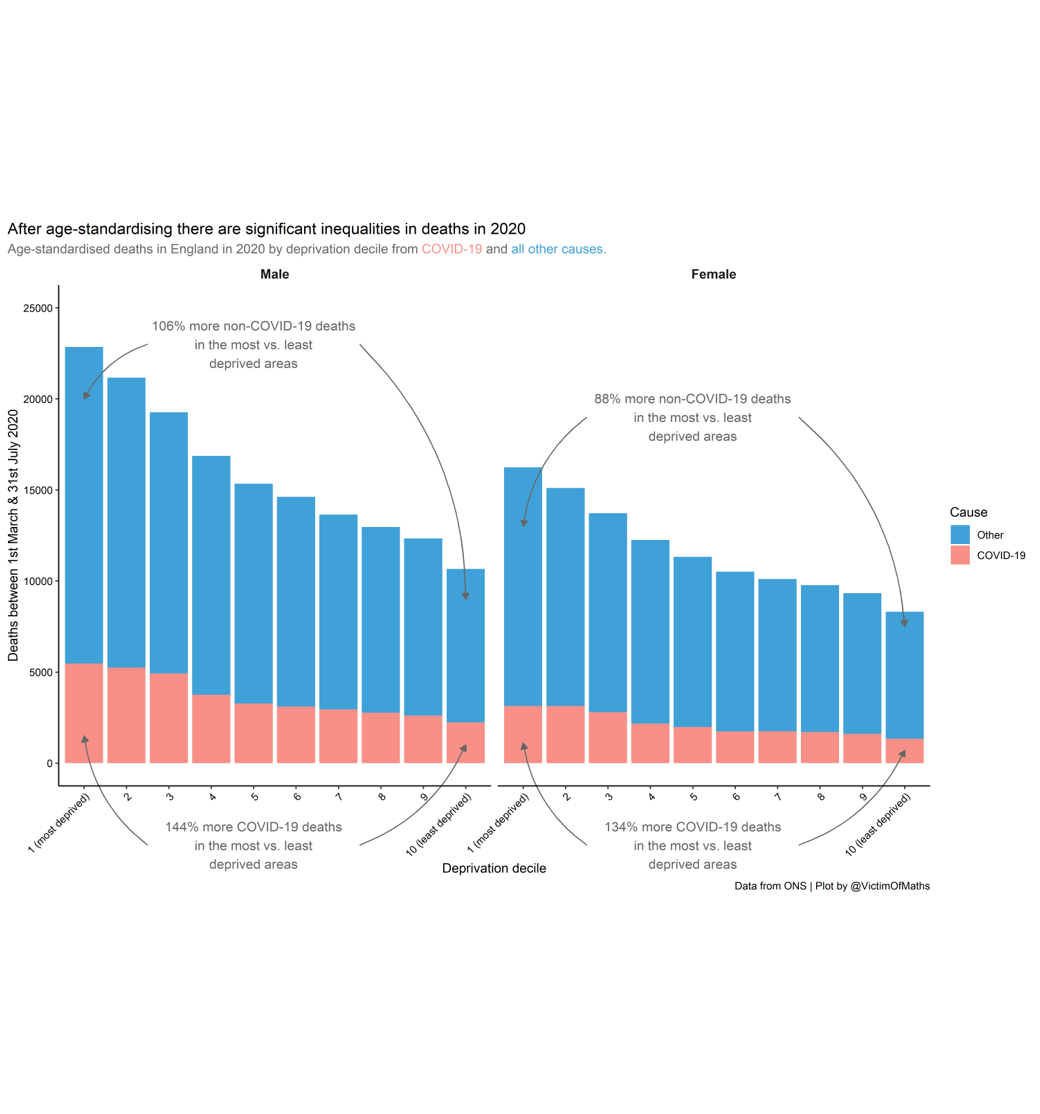 After age-standardising there are significant inequalities in deaths in 2020
Age-standardised deaths in England in 2020 by deprivation decile from COVID-19 and all other causes.
Male
Female
Deaths between 1st March & 31st July 2020
25000
20000
15000
10000
5000
0
106% more non-COVID-19 deaths
in the most vs. least
deprived areas
88% more non-COVID-19 deaths
in the most vs. least
deprived areas
Cause
Other
COVID-19
1 (most deprived)
2
3
4
5
6
7
8
9
10 (least deprived)
1 (most deprived)
2
3
4
5
6
7
8
9
10 (least deprived)
144% more COVID-19 deaths
in the most vs. least
deprived areas
134% more COVID-19 deaths
in the most vs. least
deprived areas
Deprivation decile
Data from ONS | Plot by @VictimOfMaths